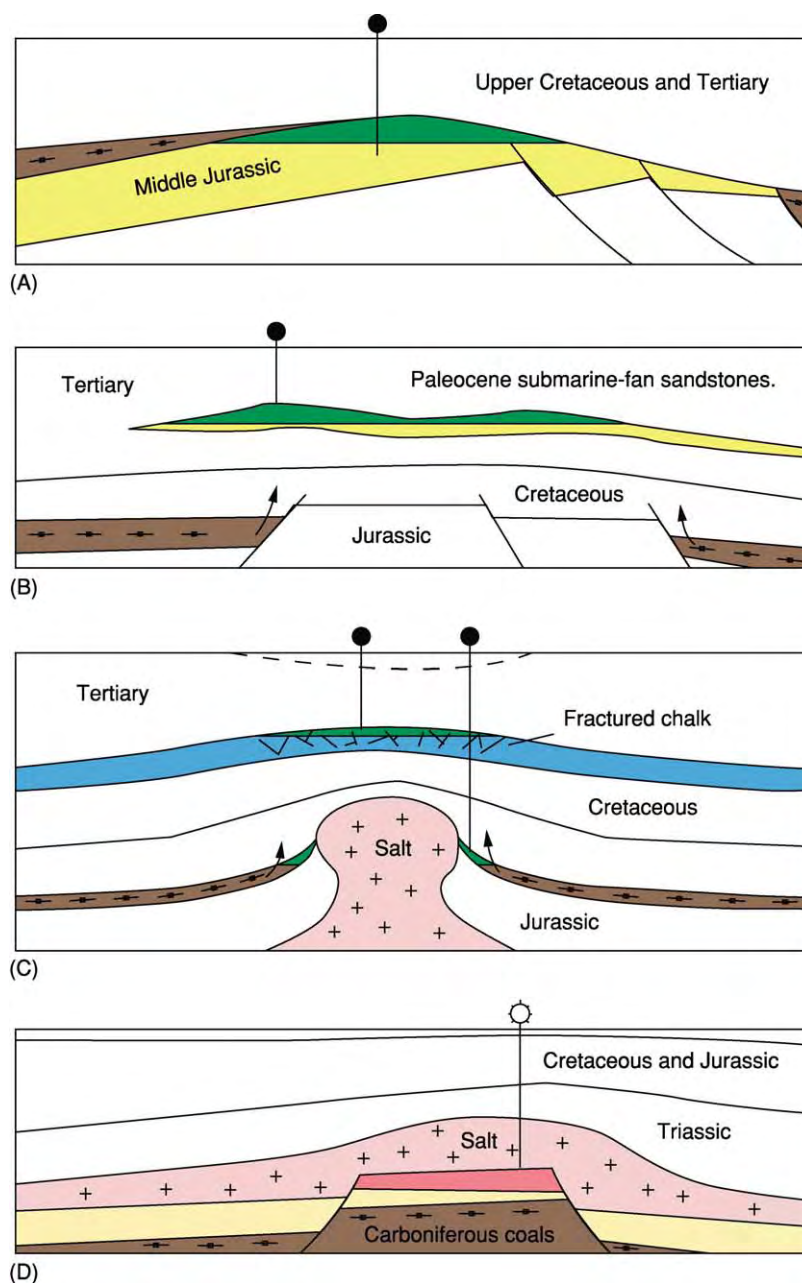 Upper Cretaceous and Tertiary
Middle Jurassic
(A)
Tertiary
Paleocene submarine-fan sandstones.
Cretaceous
Jurassic
(B)
Tertiary
Fractured chalk
Cretaceous
Salt
Jurassic
(C)
Cretaceous and Jurassic
Salt
Triassic
Carboniferous coals
(D)